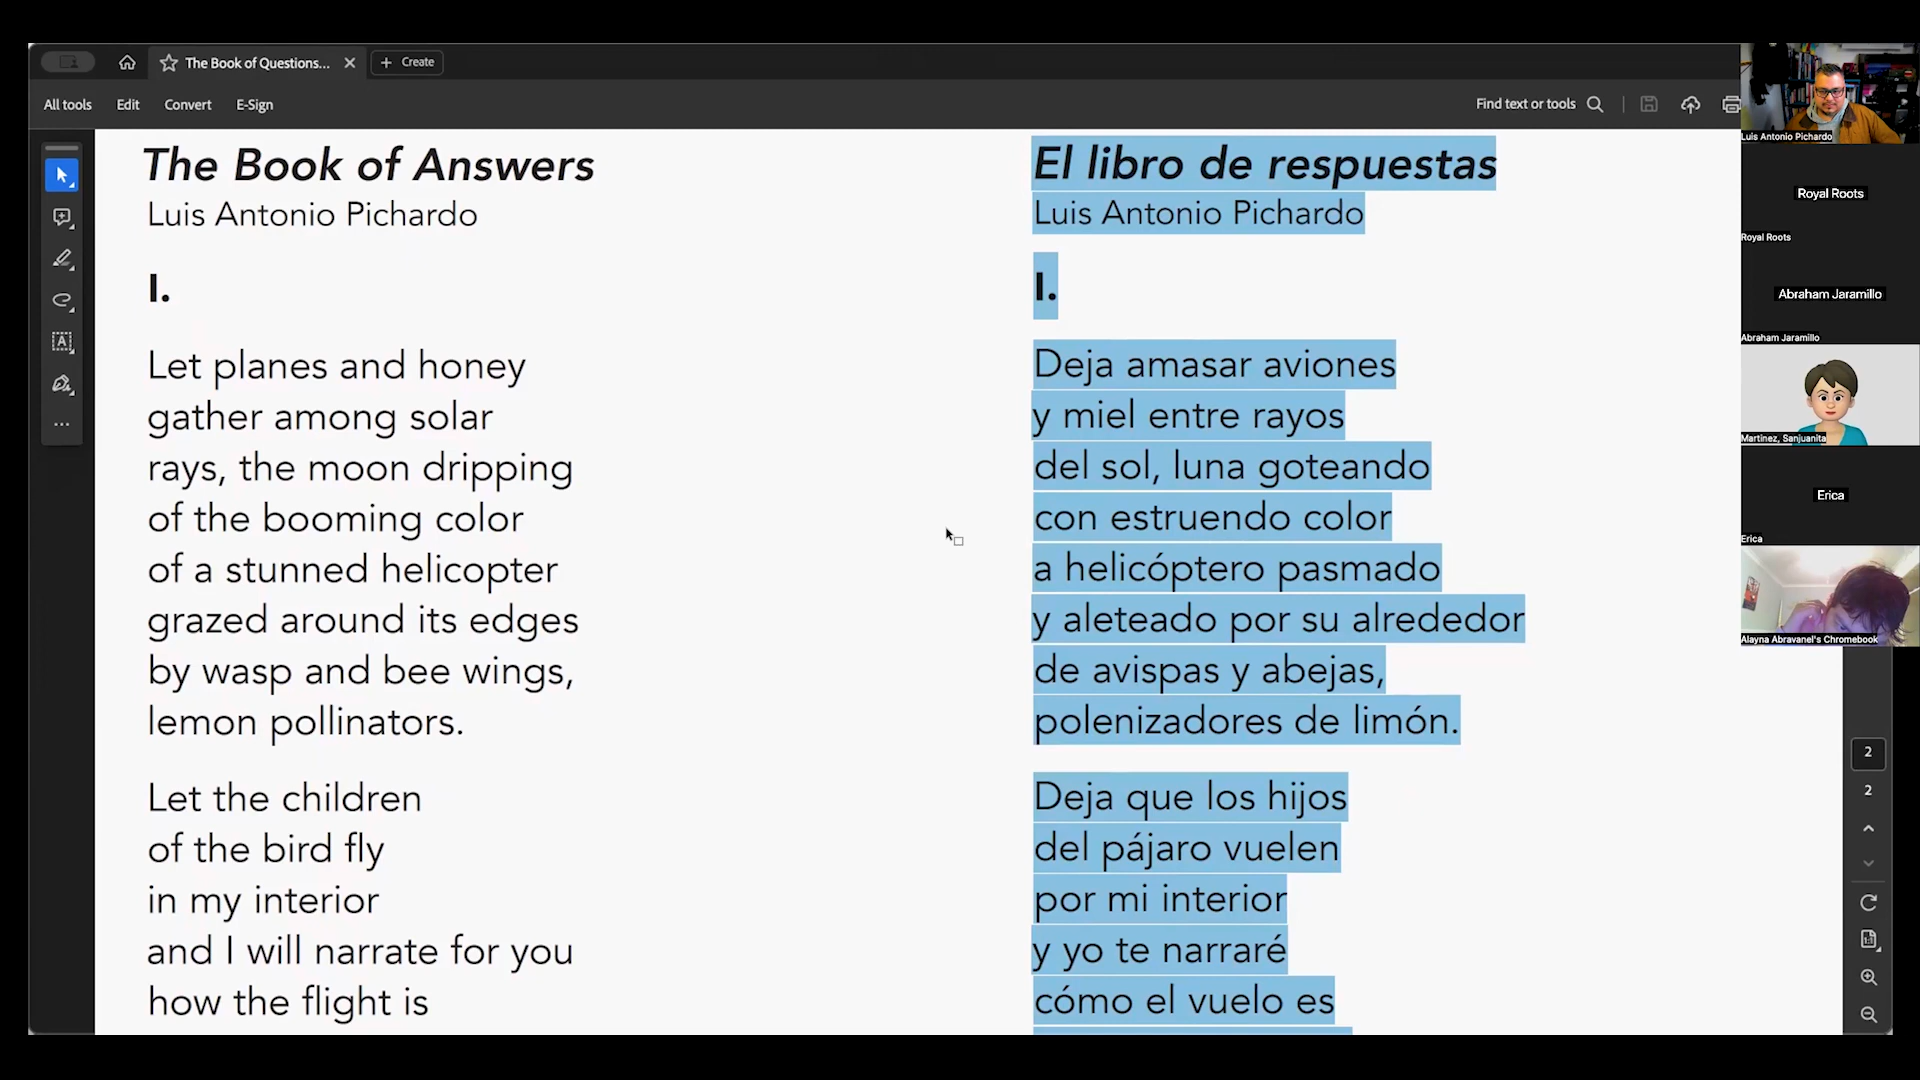 The Book of Questions...
Create
All tools
Edit
Convert
E-Sign
Find text or tools
The Book of Answers
Luis Antonio Pichardo
I.
Let planes and honey
gather among solar
rays, the moon dripping
of the booming color
of a stunned helicopter
grazed around its edges
by wasp and bee wings,
lemon pollinators.
Let the children
of the bird fly
in my interior
and I will narrate for you
how the flight is
El libro de respuestas
Luis Antonio Pichardo
I.
Deja amasar aviones
y miel entre rayos
del sol, luna goteando
con estruendo color
a helicóptero pasmado
y aleteado por su alrededor
de avispas y abejas,
polenizadores de limón.
Deja que los hijos
del pájaro vuelen
por mi interior
y yo te narraré
cómo el vuelo es
Luis Antonio Pichardo
Royal Roots
Royal Roots
Abraham Jaramillo
Abraham Jaramillo
Martinez, Sanjuanita
Erica
Erica
Alayna Abravanel's Chromebook
2
2
1:1